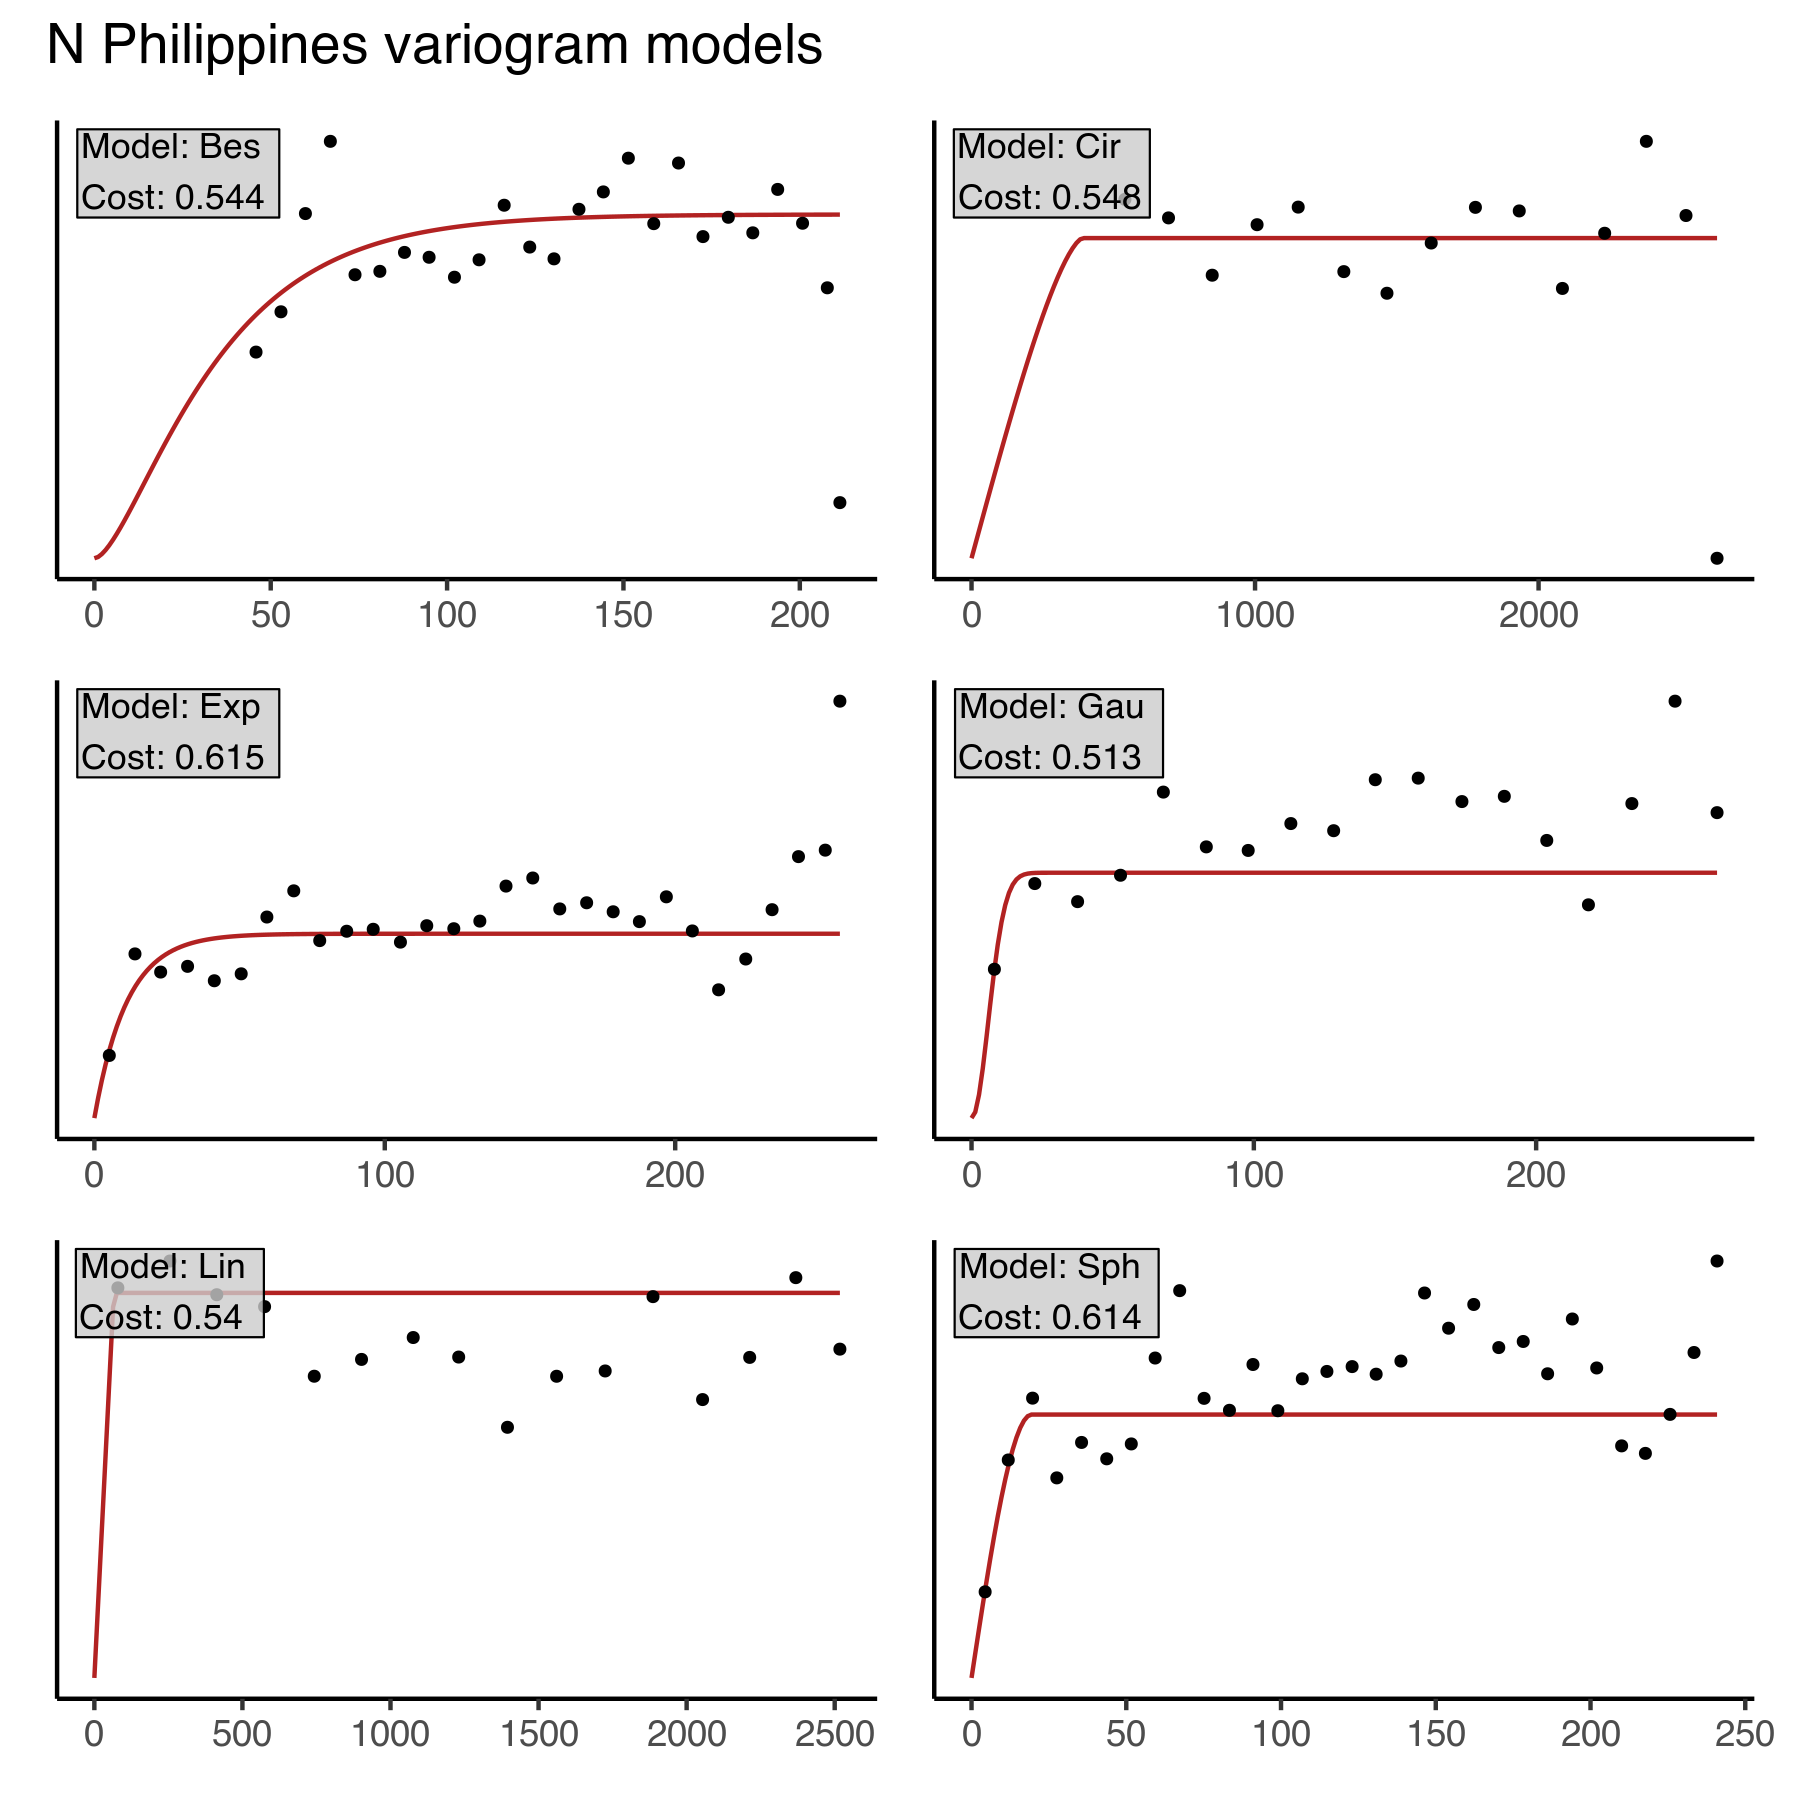 N Philippines variogram models
Model: Bes
Cost: 0.544
0 50 100 150 200
Model: Cir
Cost: 0.548
0 1000 2000
Model: Exp
Cost: 0.615
0 100 200
Model: Gau
Cost: 0.513
0 100 200
Model: Lin
Cost: 0.54
0 500 1000 1500 2000 2500
Model: Sph
Cost: 0.614
0 50 100 150 200 250